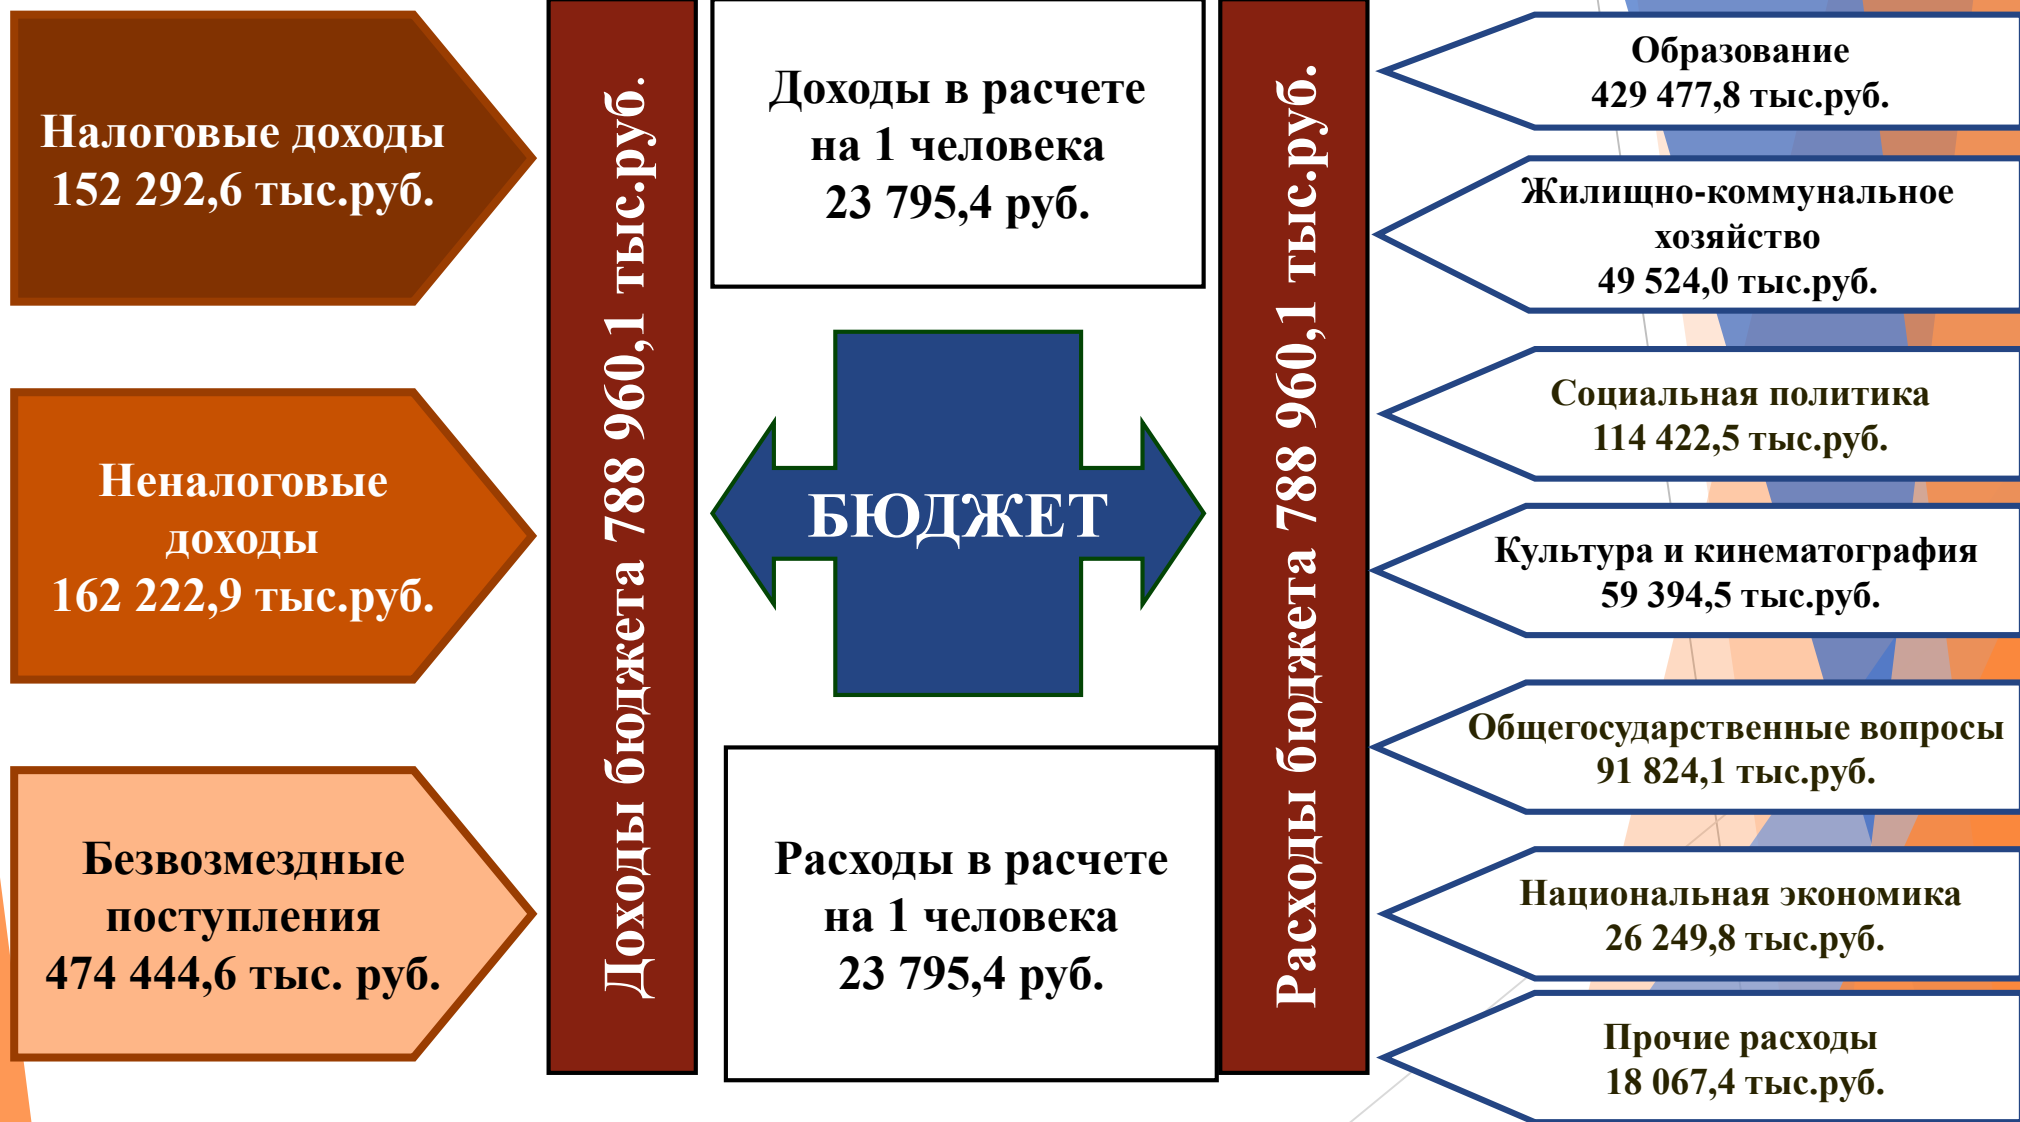 Налоговые доходы
152 292,6 тыс.руб.
Неналоговые
доходы
162 222,9 тыс.руб.
Безвозмездные
поступления
474 444,6 тыс. руб.
Доходы бюджета 788 960,1 тыс.руб.
Доходы в расчете
на 1 человека
23 795,4 руб.
БЮДЖЕТ
Расходы в расчете
на 1 человека
23 795,4 руб.
Расходы бюджета 788 960,1 тыс.руб.
Образование
429 477,8 тыс.руб.
Жилищно-коммунальное
хозяйство
49 524,0 тыс.руб.
Социальная политика
114 422,5 тыс.руб.
Культура и кинематография
59 394,5 тыс.руб.
Общегосударственные вопросы
91 824,1 тыс.руб.
Национальная экономика
26 249,8 тыс.руб.
Прочие расходы
18 067,4 тыс.руб.